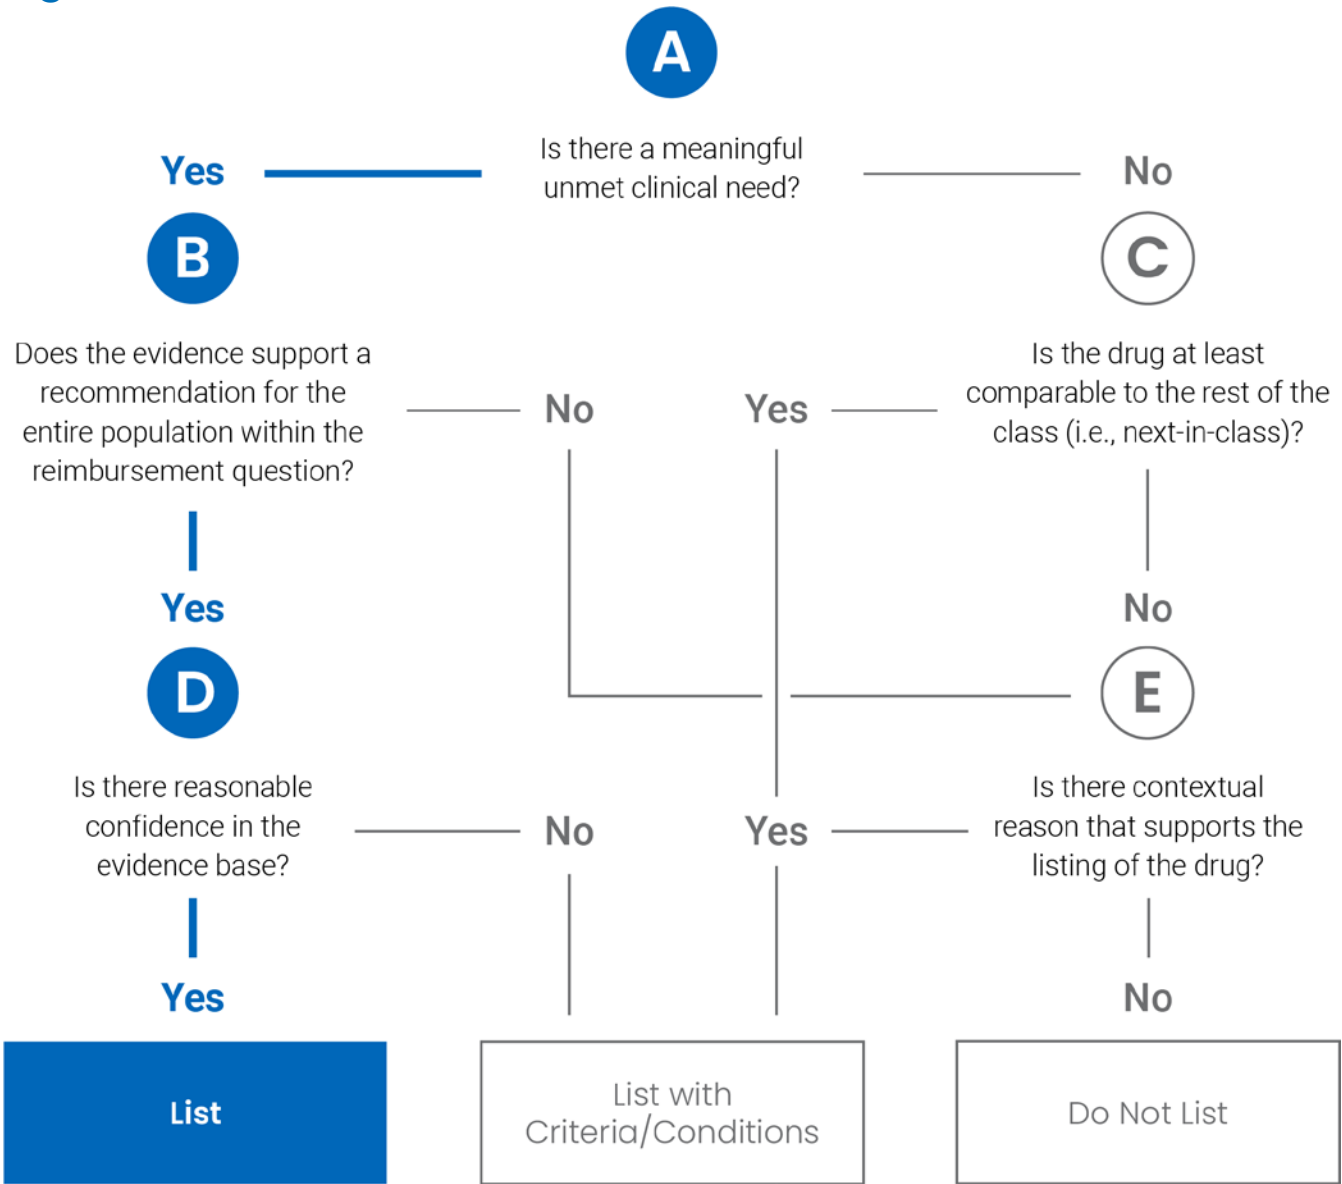 A
Is there a meaningful
unmet clinical need?
Yes
No
B
C
Does the evidence support a
recommendation for the
entire population within the
reimbursement question?
No
Yes
Is the drug at least
comparable to the rest of the
class (i.e., next-in-class)?
Yes
No
D
E
Is there reasonable
confidence in the
evidence base?
No
Yes
Is there contextual
reason that supports the
listing of the drug?
Yes
No
List
List with
Criteria/Conditions
Do Not List